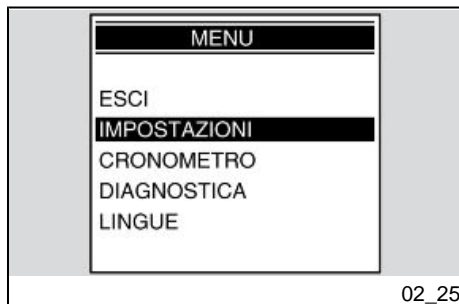 MENU
ESCI
IMPOSTAZIONI
CRONOMETRO
DIAGNOSTICA
LINGUE
02_25